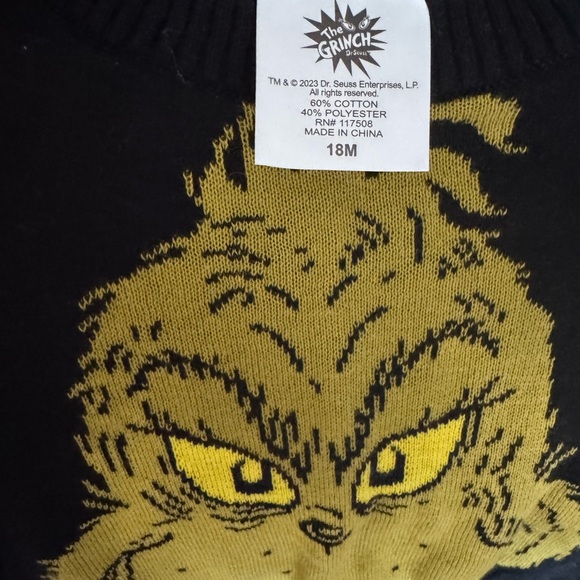 The
GRINCH
Dr. Seuss
TM & © 2023 Dr. Seuss Enterprises, L.P.
All rights reserved.
60% COTTON
40% POLYESTER
RN# 117508
MADE IN CHINA
18M